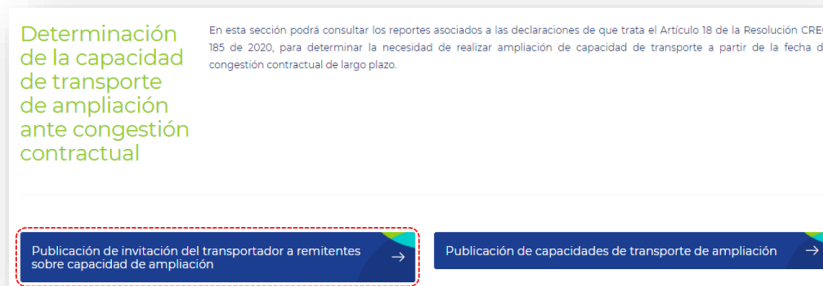 Determinación
de la capacidad
de transporte
de ampliación
ante congestión
contractual
En esta sección podrá consultar los reportes asociados a las declaraciones de que trata el Artículo 18 de la Resolución
185 de 2020, para determinar la necesidad de realizar ampliación de capacidad de transporte a partir de la fecha
congestión contractual de largo plazo.
Publicación de invitación del transportador a remitentes
sobre capacidad de ampliación
Publicación de capacidades de transporte de ampliación